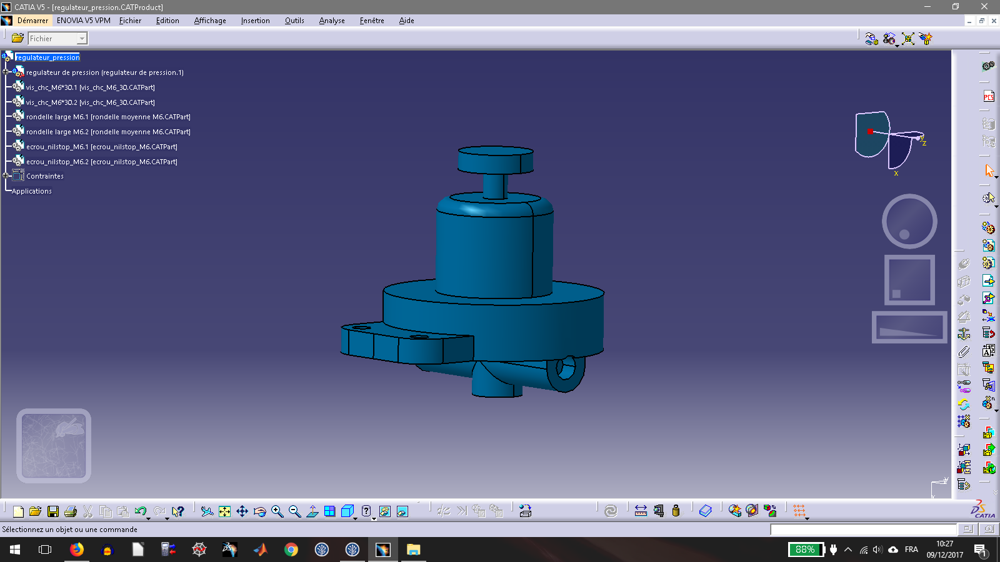 CATIA V5 - [regulateur_pression.CATProduct]
Démarrer ENOVIA V5 VPM Fichier Edition Affichage Insertion Outils Analyse Fenêtre Aide
Fichier
regulateur_pression
regulateur de pression (regulateur de pression.1)
vis_chc_M6*30.1 [vis_chc_M6_30.CATPart]
vis_chc_M6*30.2 [vis_chc_M6_30.CATPart]
rondelle large M6.1 [rondelle moyenne M6.CATPart]
rondelle large M6.2 [rondelle moyenne M6.CATPart]
ecrou_nilstop_M6.1 [ecrou_nilstop_M6.CATPart]
ecrou_nilstop_M6.2 [ecrou_nilstop_M6.CATPart]
Contraintes
Applications
PCS
y
z
x
CATIA
Sélectionnez un objet ou une commande
88%
FRA
10:27
09/12/2017
1